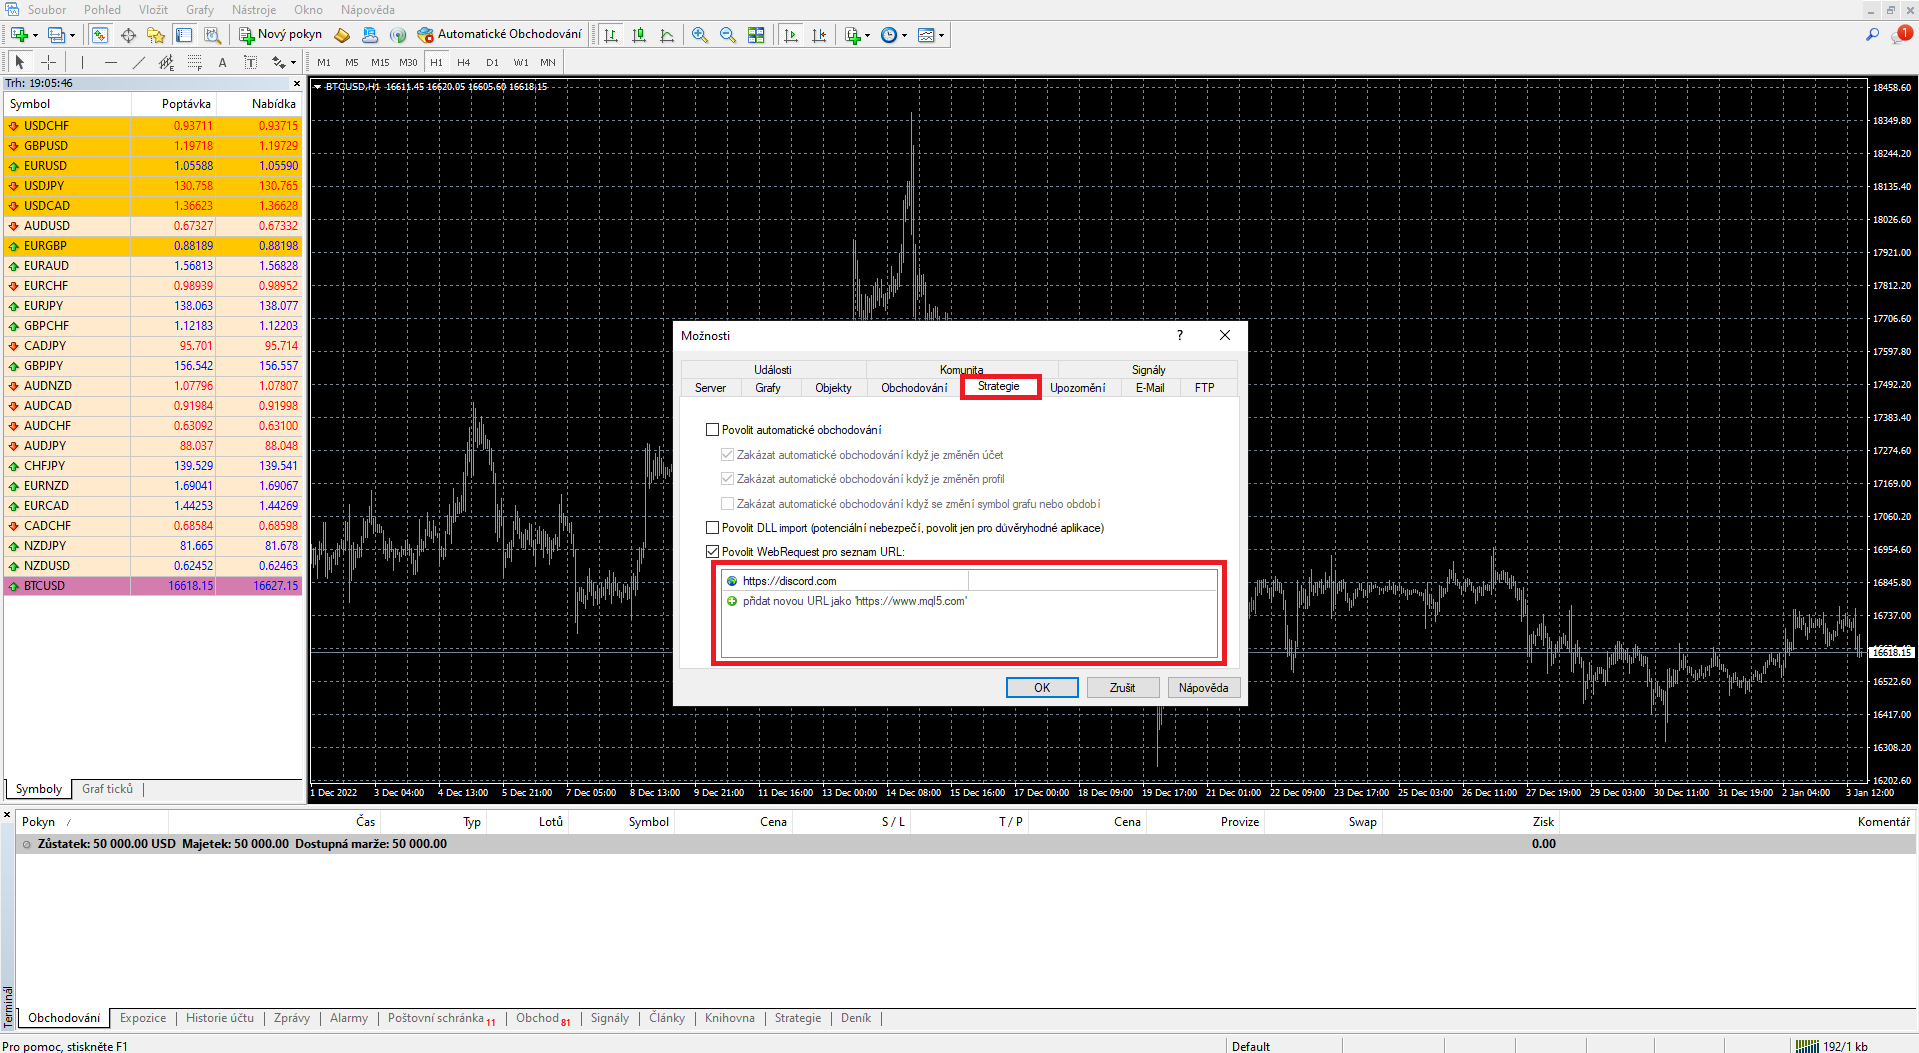 Soubor Pohled Vložit Grafy Nástroje Okno Nápověda
Nový pokyn Automatické Obchodování 1
A T M1 M5 M15 M30 H1 H4 D1 W1 MN
Trh: 19:05:46
Symbol Poptávka Nabídka
USDCHF 0.93711 0.93715
GBPUSD 1.19718 1.19729
EURUSD 1.05588 1.05590
USDJPY 130.758 130.765
USDCAD 1.36623 1.36628
AUDUSD 0.67327 0.67332
EURGBP 0.88189 0.88198
EURAUD 1.56813 1.56828
EURCHF 0.98939 0.98952
EURJPY 138.063 138.077
GBPCHF 1.12183 1.12203
CADJPY 95.701 95.714
GBPJPY 156.542 156.557
AUDNZD 1.07796 1.07807
AUDCAD 0.91984 0.91998
AUDCHF 0.63092 0.63100
AUDJPY 88.037 88.048
CHFJPY 139.529 139.541
EURNZD 1.69041 1.69067
EURCAD 1.44253 1.44269
CADCHF 0.68584 0.68598
NZDJPY 81.665 81.678
NZDUSD 0.62452 0.62463
BTCUSD 16618.15 16627.15
Symboly Graf ticků
BTCUSD,H1 16611.45 16620.05 16605.60 16618.15
18458.60
18349.80
18244.20
18135.40
18026.60
17921.00
17812.20
17706.60
17597.80
17492.20
17383.40
17274.60
17169.00
17060.20
16954.60
16845.80
16737.00
16618.15
16522.60
16417.00
16308.20
16202.60
1 Dec 2022 3 Dec 04:00 4 Dec 13:00 5 Dec 21:00 7 Dec 05:00 8 Dec 13:00 9 Dec 21:00 11 Dec 16:00 13 Dec 00:00 14 Dec 08:00 15 Dec 16:00 17 Dec 00:00 18 Dec 09:00 19 Dec 17:00 21 Dec 01:00 22 Dec 09:00 23 Dec 17:00 25 Dec 03:00 26 Dec 11:00 27 Dec 19:00 29 Dec 03:00 30 Dec 11:00 31 Dec 19:00 2 Jan 04:00 3 Jan 12:00
Možnosti ?
Události Komunita Signály
Server Grafy Objekty Obchodování Strategie Upozornění E-Mail FTP
Povolit automatické obchodování
Zakázat automatické obchodování když je změněn účet
Zakázat automatické obchodování když je změněn profil
Zakázat automatické obchodování když se změní symbol grafu nebo období
Povolit DLL import (potenciální nebezpečí, povolit jen pro důvěryhodné aplikace)
Povolit WebRequest pro seznam URL:
https://discord.com
přidat novou URL jako 'https://www.mql5.com'
OK Zrušit Nápověda
Pokyn / Čas Typ Lotů Symbol Cena S / L T / P Cena Provize Swap Zisk Komentář
Zůstatek: 50 000.00 USD Majetek: 50 000.00 Dostupná marže: 50 000.00 0.00
Terminál
Obchodování Expozice Historie účtu Zprávy Alarmy Poštovní schránka 11 Obchod 81 Signály Články Knihovna Strategie Deník
Pro pomoc, stiskněte F1 Default 192/1 kb